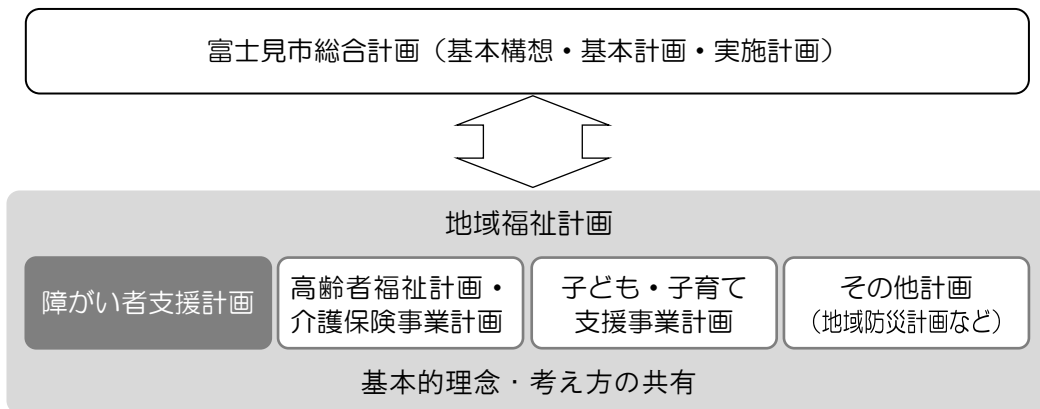 富士見市総合計画（基本構想・基本計画・実施計画）
地域福祉計画
障がい者支援計画
高齢者福祉計画・
介護保険事業計画
子ども・子育て
支援事業計画
その他計画
（地域防災計画など）
基本的理念・考え方の共有